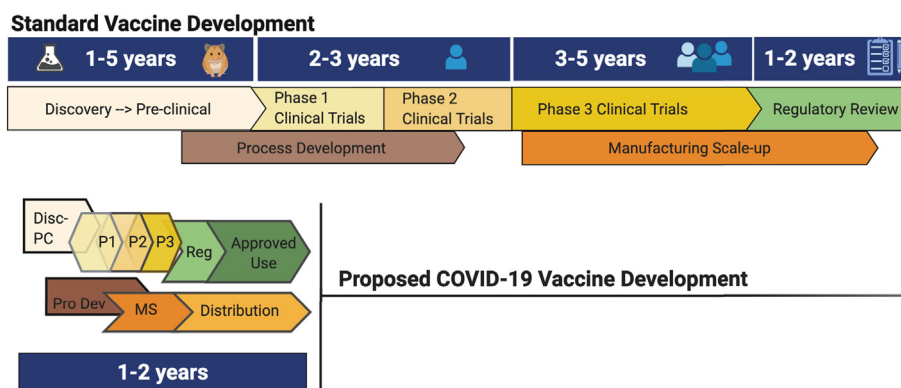 Standard Vaccine Development
1-5 years
2-3 years
3-5 years
1-2 years
Discovery --> Pre-clinical
Phase 1
Clinical Trials
Phase 2
Clinical Trials
Phase 3 Clinical Trials
Regulatory Review
Process Development
Manufacturing Scale-up
Disc-
PC
P1
P2
P3
Reg
Approved
Use
Pro Dev
MS
Distribution
1-2 years
Proposed COVID-19 Vaccine Development